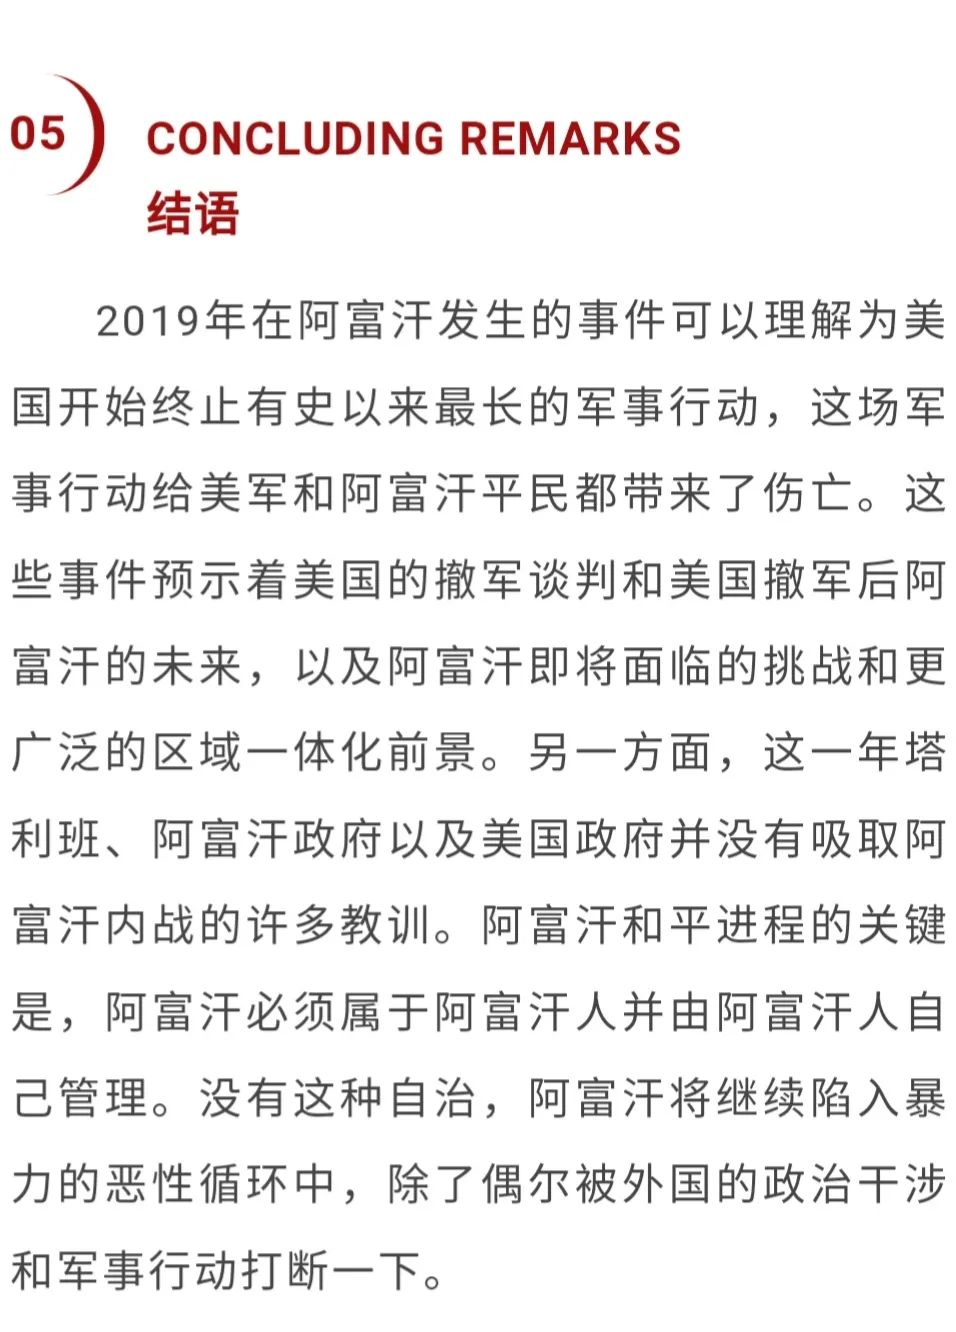 05
CONCLUDING REMARKS
结语
2019年在阿富汗发生的事件可以理解为美
国开始终止有史以来最长的军事行动，这场军
事行动给美军和阿富汗平民都带来了伤亡。这
些事件预示着美国的撤军谈判和美国撤军后阿
富汗的未来，以及阿富汗即将面临的挑战和更
广泛的区域一体化前景。另一方面，这一年塔
利班、阿富汗政府以及美国政府并没有吸取阿
富汗内战的许多教训。阿富汗和平进程的关键
是，阿富汗必须属于阿富汗人并由阿富汗人自
己管理。没有这种自治，阿富汗将继续陷入暴
力的恶性循环中，除了偶尔被外国的政治干涉
和军事行动打断一下。